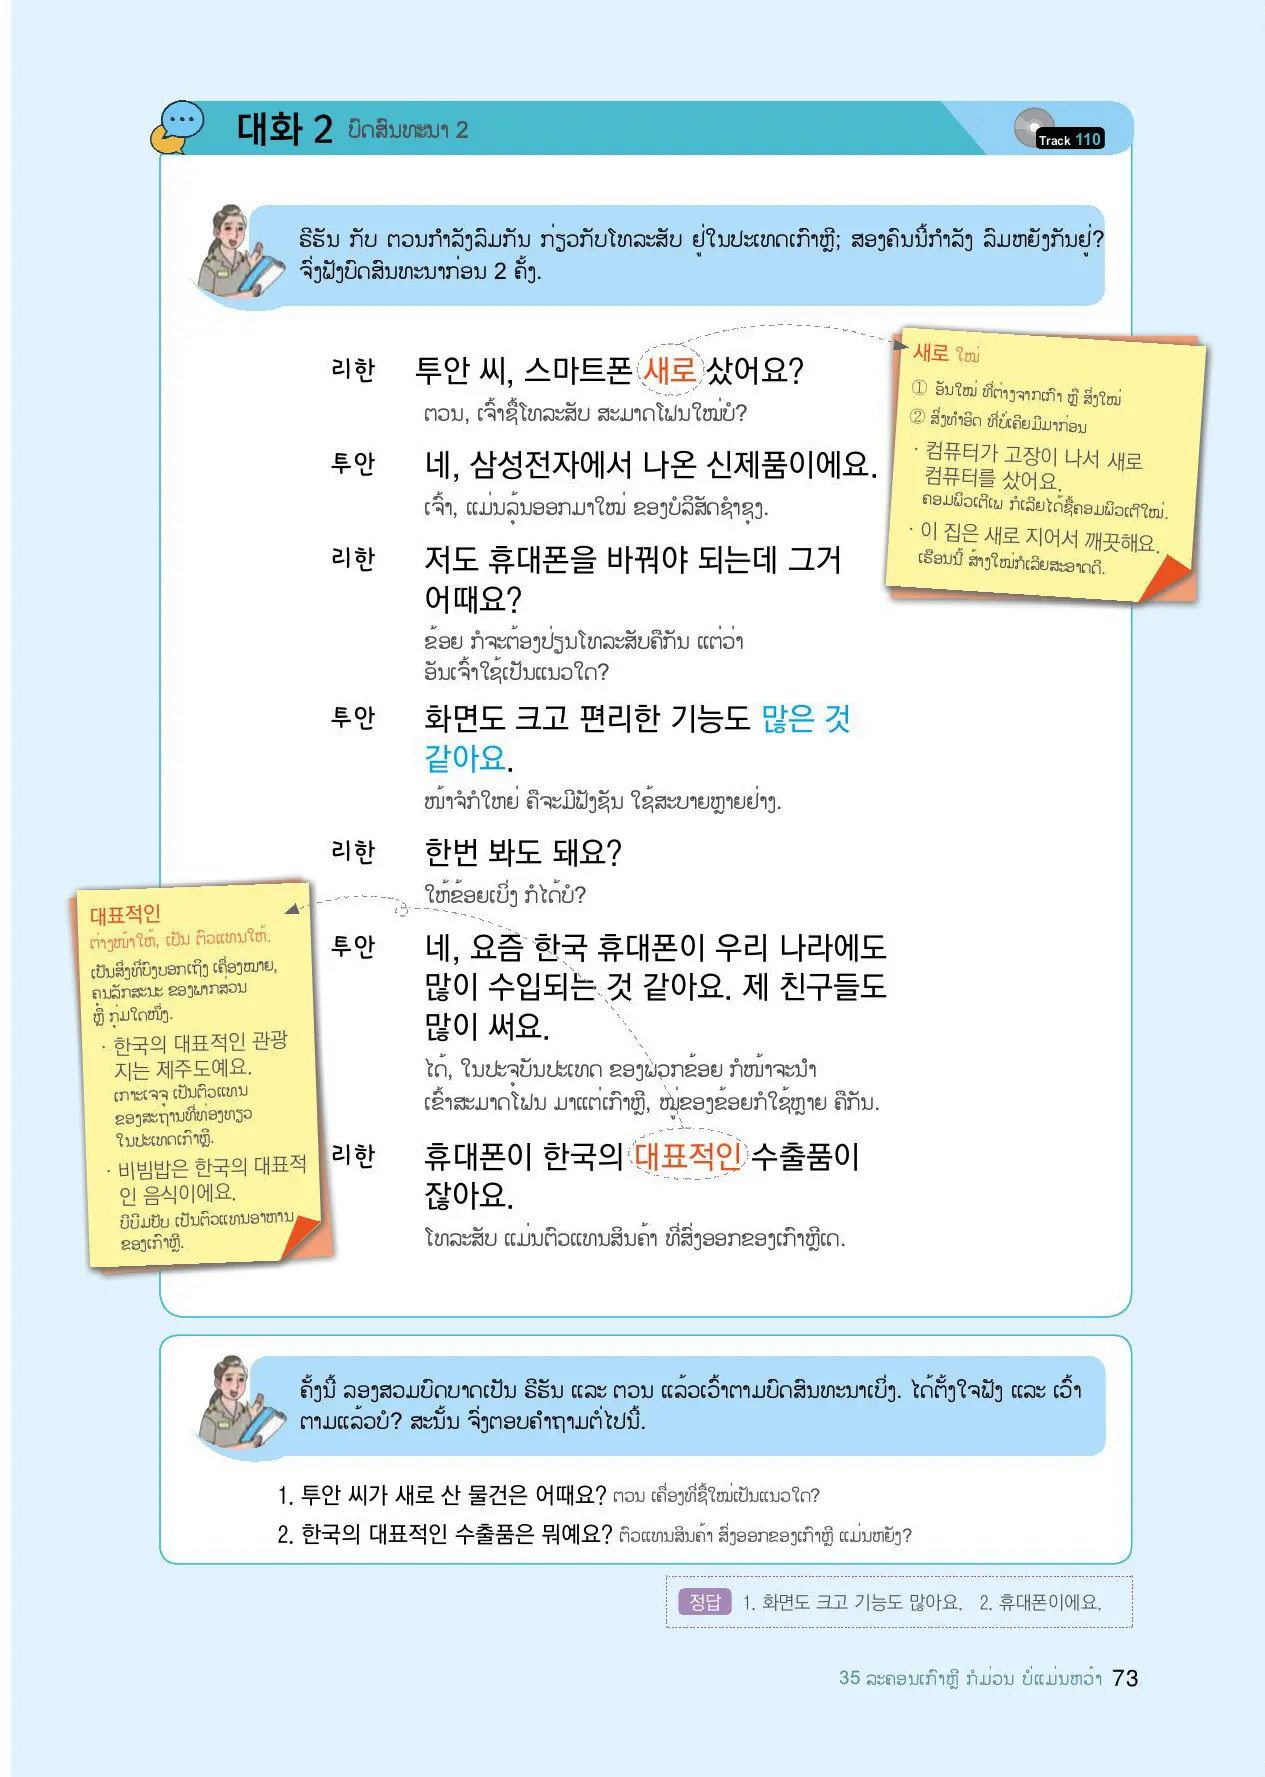 대화 2 ບົດສົນທະນາ 2
Track 110
ຣີຮັນ ກັບ ຕວນກຳລັງລົມກັນ ກ່ຽວກັບໂທລະສັບ ຢູ່ໃນປະເທດເກົາຫຼີ; ສອງຄົນນີ້ກຳລັງ ລົມຫຍັງກັນຢູ່?
ຈົ່ງຟັງບົດສົນທະນາກ່ອນ 2 ຄັ້ງ.
리한 투안 씨, 스마트폰 새로 샀어요?
ຕວນ, ເຈົ້າຊື້ໂທລະສັບ ສະມາດໂຟນໃໝ່ບໍ?
투안 네, 삼성전자에서 나온 신제품이에요.
ເຈົ້າ, ແມ່ນລຸ້ນອອກມາໃໝ່ ຂອງບໍລິສັດຊຳຊຸງ.
리한 저도 휴대폰을 바꿔야 되는데 그거
어때요?
ຂ້ອຍ ກໍຈະຕ້ອງປ່ຽນໂທລະສັບຄືກັນ ແຕ່ວ່າ
ອັນເຈົ້າໃຊ້ເປັນແນວໃດ?
투안 화면도 크고 편리한 기능도 많은 것
같아요.
ໜ້າຈໍກໍໃຫຍ່ ຄືຈະມີຟັງຊັນ ໃຊ້ສະບາຍຫຼາຍຢ່າງ.
리한 한번 봐도 돼요?
ໃຫ້ຂ້ອຍເບິ່ງ ກໍໄດ້ບໍ?
투안 네, 요즘 한국 휴대폰이 우리 나라에도
많이 수입되는 것 같아요. 제 친구들도
많이 써요.
ໄດ້, ໃນປະຈຸບັນປະເທດ ຂອງພວກຂ້ອຍ ກໍໜ້າຈະນຳ
ເຂົ້າສະມາດໂຟນ ມາແຕ່ເກົາຫຼີ, ໝູ່ຂອງຂ້ອຍກໍໃຊ້ຫຼາຍ ຄືກັນ.
리한 휴대폰이 한국의 대표적인 수출품이
잖아요.
ໂທລະສັບ ແມ່ນຕົວແທນສິນຄ້າ ທີ່ສົ່ງອອກຂອງເກົາຫຼີເດ.
새로 ໃໝ່
① ອັນໃໝ່ ທີ່ຕ່າງຈາກເກົາ ຫຼື ສິ່ງໃໝ່
② ສິ່ງທຳອິດ ທີ່ບໍ່ເຄີຍມີມາກ່ອນ
· 컴퓨터가 고장이 나서 새로
컴퓨터를 샀어요.
ຄອມພິວເຕີເພ ກໍເລີຍໄດ້ຊື້ຄອມພິວເຕີໃໝ່.
· 이 집은 새로 지어서 깨끗해요.
ເຮືອນນີ້ ສ້າງໃໝ່ກໍເລີຍສະອາດດີ.
대표적인
ຕ່າງໜ້າໃຫ້, ເປັນ ຕົວແທນໃຫ້.
ເປັນສິ່ງທີ່ບົ່ງບອກເຖິງ ເຄື່ອງໝາຍ,
ຄຸນລັກສະນະ ຂອງພາກສ່ວນ
ຫຼື ກຸ່ມໃດໜຶ່ງ.
· 한국의 대표적인 관광
지는 제주도예요.
ເກາະເຈຈຸ ເປັນຕົວແທນ
ຂອງສະຖານທີ່ທ່ອງທຽວ
ໃນປະເທດເກົາຫຼີ.
· 비빔밥은 한국의 대표적
인 음식이에요.
ບີບີມປັບ ເປັນຕົວແທນອາຫານ
ຂອງເກົາຫຼີ.
ຄັ້ງນີ້ ລອງສວມບົດບາດເປັນ ຣີຮັນ ແລະ ຕວນ ແລ້ວເວົ້າຕາມບົດສົນທະນາເບິ່ງ. ໄດ້ຕັ້ງໃຈຟັງ ແລະ ເວົ້າ
ຕາມແລ້ວບໍ? ສະນັ້ນ ຈົ່ງຕອບຄຳຖາມຕໍ່ໄປນີ້.
1. 투안 씨가 새로 산 물건은 어때요? ຕວນ ເຄື່ອງທີ່ຊື້ໃໝ່ເປັນແນວໃດ?
2. 한국의 대표적인 수출품은 뭐예요? ຕົວແທນສິນຄ້າ ສົ່ງອອກຂອງເກົາຫຼີ ແມ່ນຫຍັງ?
정답 1. 화면도 크고 기능도 많아요. 2. 휴대폰이에요.
35 ລະຄອນເກົາຫຼີ ກໍມ່ວນ ບໍ່ແມ່ນຫວ໋າ 73